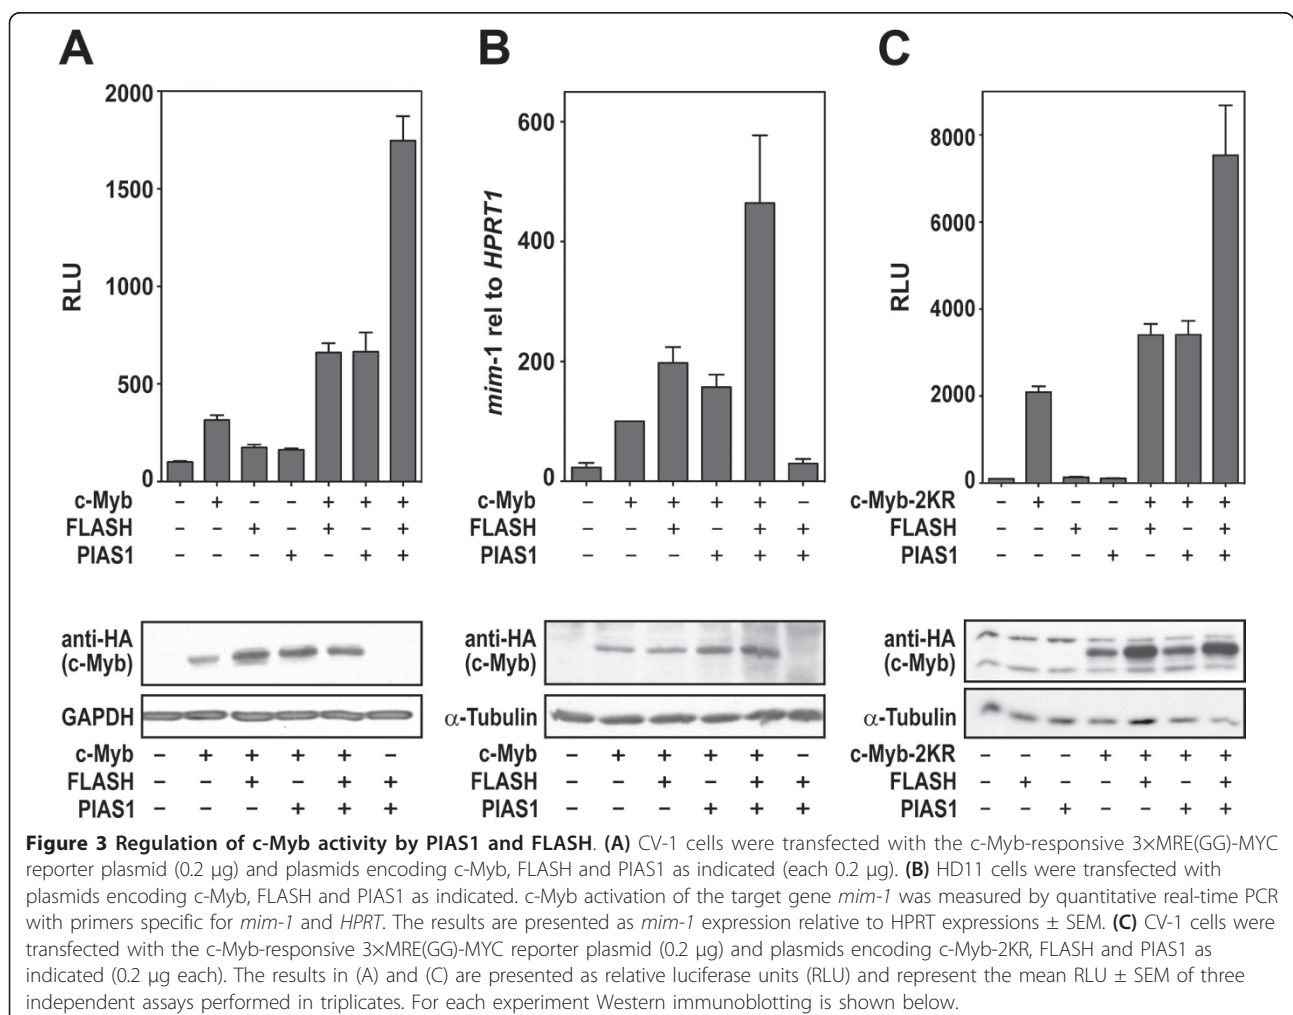 A
B
C
2000
1500
1000
500
0
RLU
600
400
200
0
mim-1 rel to HPRT1
8000
6000
4000
2000
0
RLU
c-Myb – + – – + + +
FLASH – – + – + – +
PIAS1 – – – + – + +
c-Myb – + + + + –
FLASH – – + – + +
PIAS1 – – – + + +
c-Myb-2KR – + – – + + +
FLASH – – + – + – +
PIAS1 – – – + – + +
anti-HA
(c-Myb)
GAPDH
c-Myb – + + + + –
FLASH – – + – + +
PIAS1 – – – + + +
anti-HA
(c-Myb)
α-Tubulin
c-Myb – + + + + –
FLASH – – + – + +
PIAS1 – – – + + +
anti-HA
(c-Myb)
α-Tubulin
c-Myb-2KR – – – + + + +
FLASH – + – – + – +
PIAS1 – – + – – + +
Figure 3 Regulation of c-Myb activity by PIAS1 and FLASH. (A) CV-1 cells were transfected with the c-Myb-responsive 3×MRE(GG)-MYC
reporter plasmid (0.2 μg) and plasmids encoding c-Myb, FLASH and PIAS1 as indicated (each 0.2 μg). (B) HD11 cells were transfected with
plasmids encoding c-Myb, FLASH and PIAS1 as indicated. c-Myb activation of the target gene mim-1 was measured by quantitative real-time PCR
with primers specific for mim-1 and HPRT. The results are presented as mim-1 expression relative to HPRT expressions ± SEM. (C) CV-1 cells were
transfected with the c-Myb-responsive 3×MRE(GG)-MYC reporter plasmid (0.2 μg) and plasmids encoding c-Myb-2KR, FLASH and PIAS1 as
indicated (0.2 μg each). The results in (A) and (C) are presented as relative luciferase units (RLU) and represent the mean RLU ± SEM of three
independent assays performed in triplicates. For each experiment Western immunoblotting is shown below.